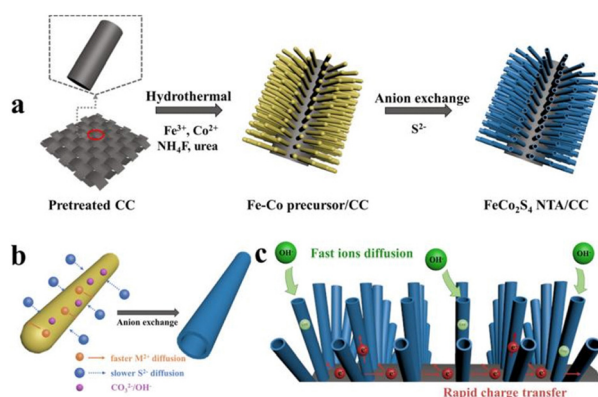 a
Hydrothermal
Fe³⁺, Co²⁺
NH₄F, urea
Anion exchange
S²⁻
Pretreated CC
Fe-Co precursor/CC
FeCo₂S₄ NTA/CC
b
Anion exchange
faster M²⁺ diffusion
slower S²⁻ diffusion
CO₃²⁻/OH⁻
c
OH⁻
Fast ions diffusion
OH⁻
OH⁻
Rapid charge transfer